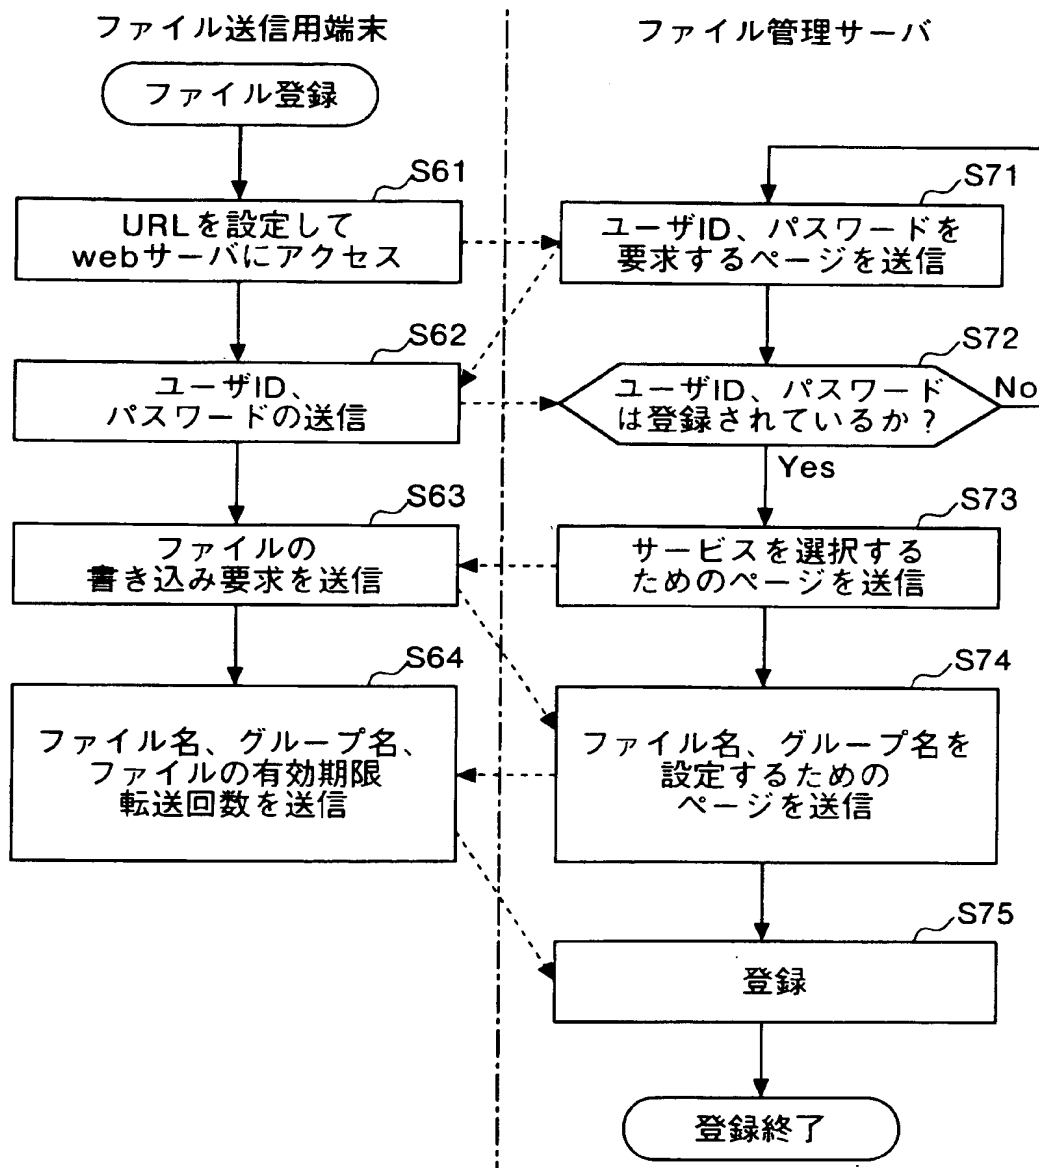 ファイル送信用端末
ファイル登録
S61
URLを設定して
webサーバにアクセス
S62
ユーザID、
パスワードの送信
S63
ファイルの
書き込み要求を送信
S64
ファイル名、グループ名、
ファイルの有効期限
転送回数を送信
ファイル管理サーバ
S71
ユーザID、パスワードを
要求するページを送信
S72
ユーザID、パスワード
は登録されているか?
No
Yes
S73
サービスを選択する
ためのページを送信
S74
ファイル名、グループ名を
設定するための
ページを送信
S75
登録
登録終了